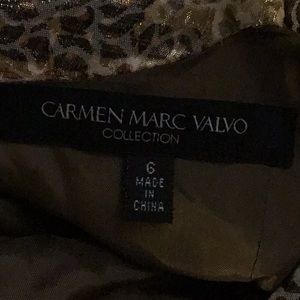 CARMEN MARC VALVO
COLLECTION
6
MADE
IN
CHINA